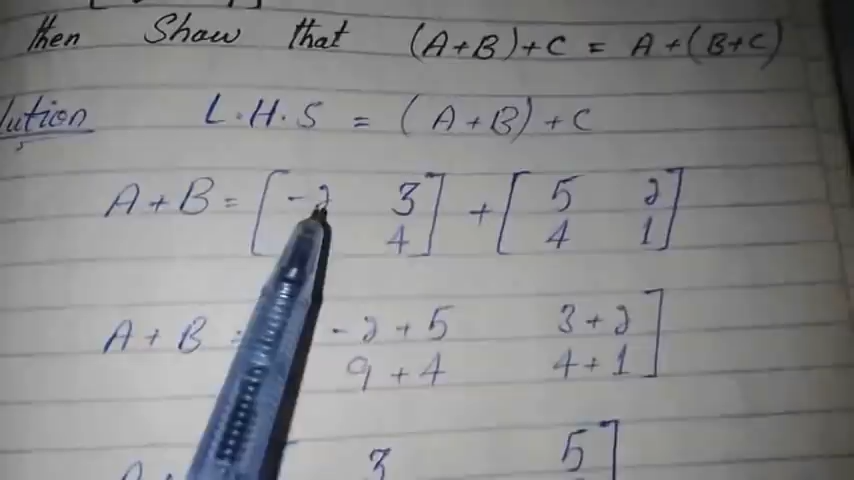 then Show that (A+B)+C = A+(B+C)
lution L.H.S = (A+B)+C
A+B = [-2 3] + [5 2]
4 4 1
A+B = -2+5 3+2]
9+4 4+1
A 3 5]